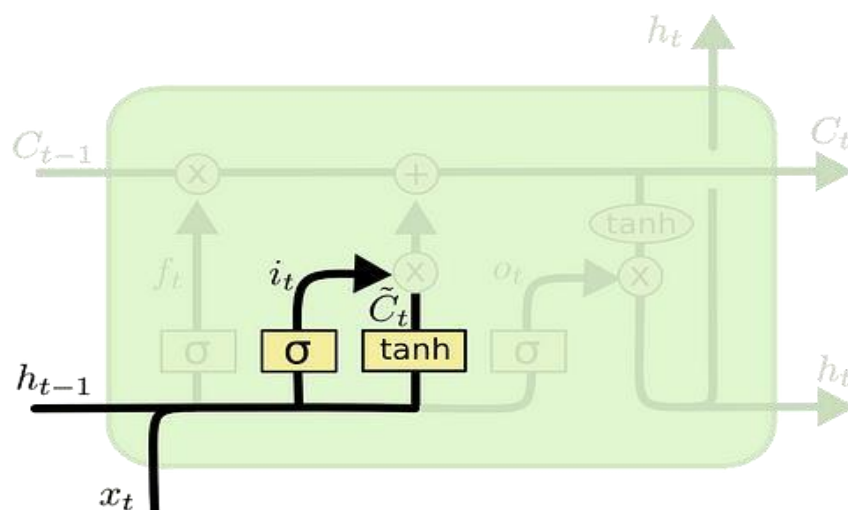 h_t
C_{t-1}
C_t
x
+
tanh
f_t
i_t
x
o_t
x
C̃_t
σ
σ
tanh
σ
h_{t-1}
h_t
x_t